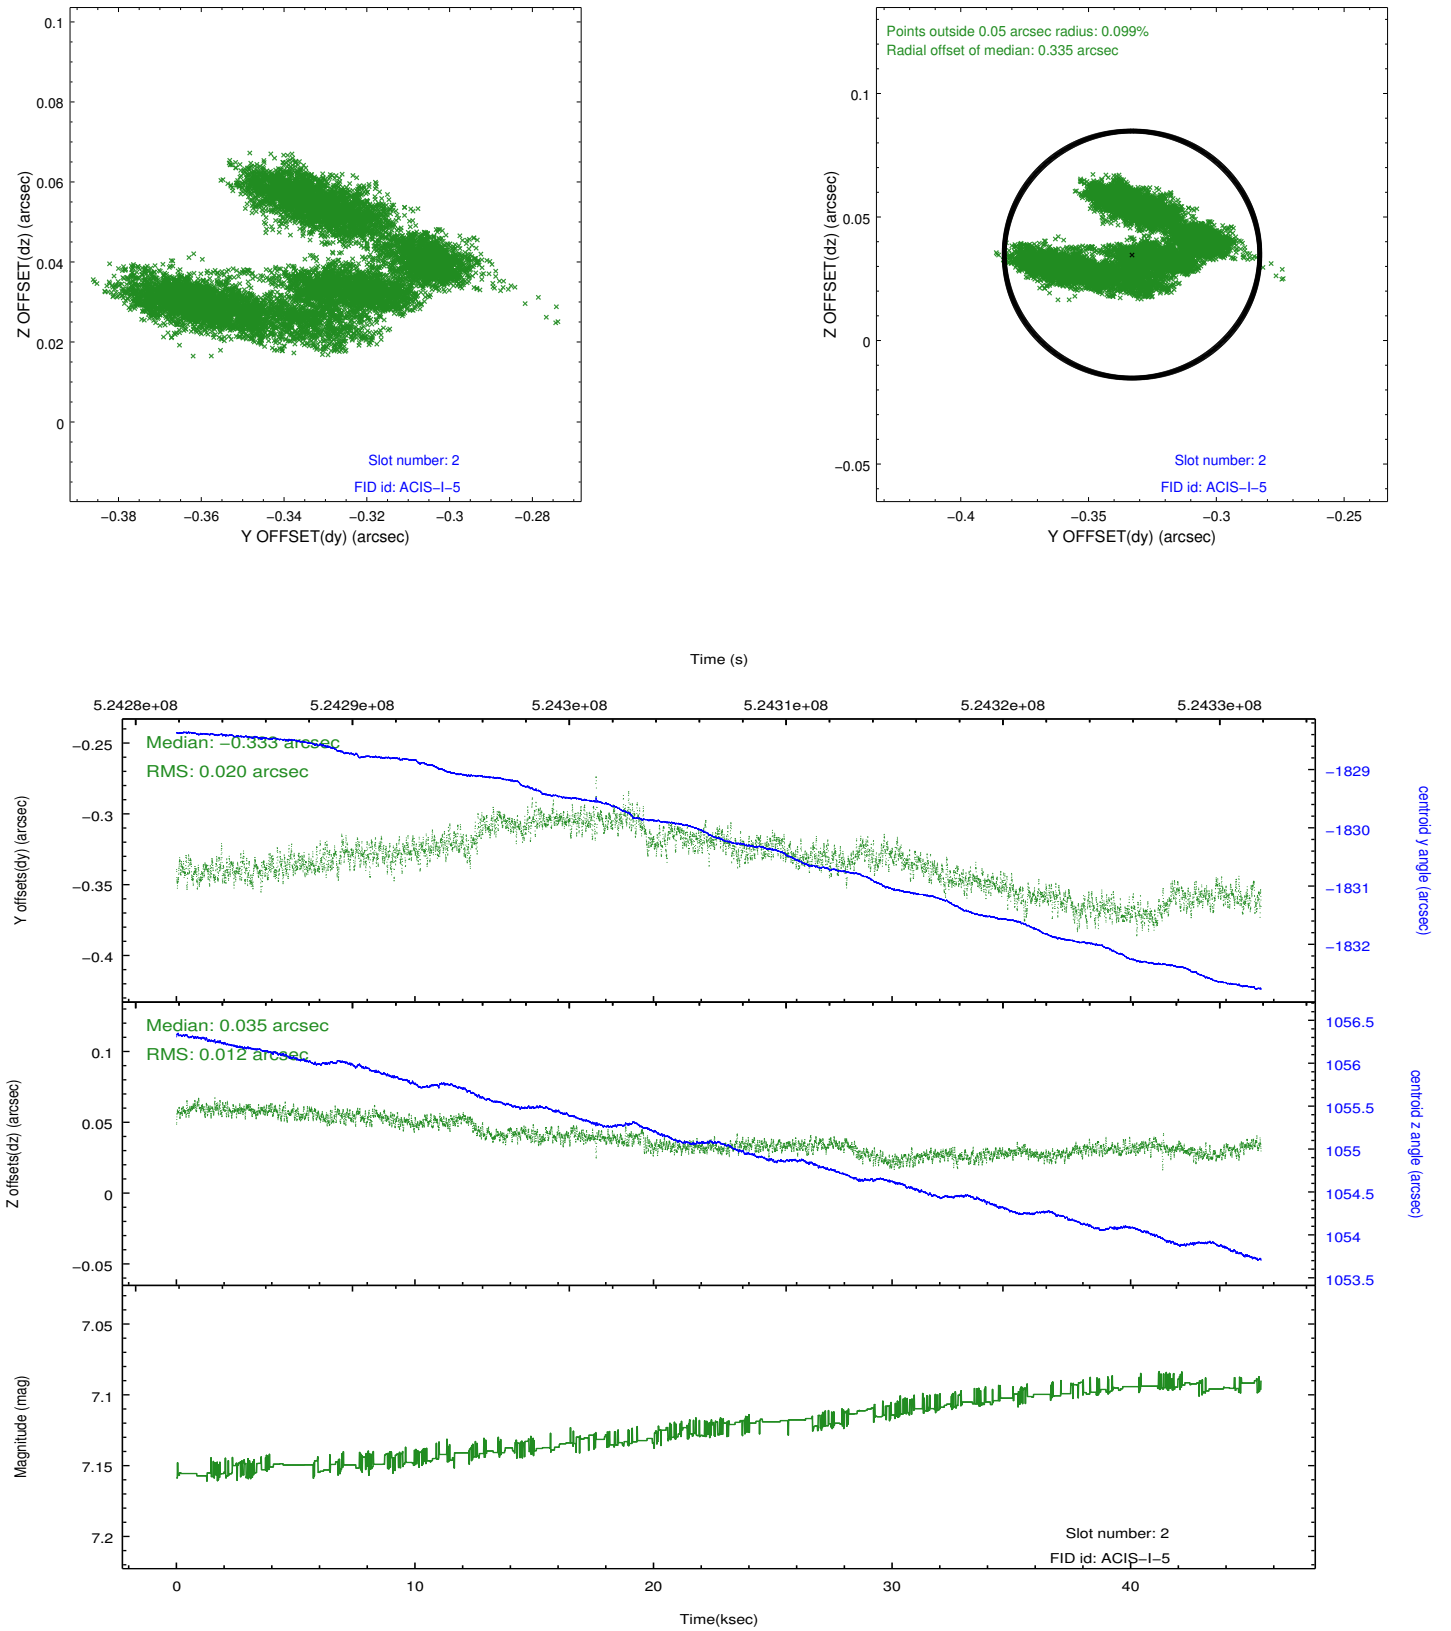 0.1
0.08
0.06
0.04
0.02
0
Z OFFSET(dz) (arcsec)
Slot number: 2
FID id: ACIS−I−5
−0.38 −0.36 −0.34 −0.32 −0.3 −0.28
Y OFFSET(dy) (arcsec)
Points outside 0.05 arcsec radius: 0.099%
Radial offset of median: 0.335 arcsec
0.1
0.05
0
−0.05
Z OFFSET(dz) (arcsec)
Slot number: 2
FID id: ACIS−I−5
−0.4 −0.35 −0.3 −0.25
Y OFFSET(dy) (arcsec)
Time (s)
5.2428e+08 5.2429e+08 5.243e+08 5.2431e+08 5.2432e+08 5.2433e+08
Median: −0.333 arcsec
RMS: 0.020 arcsec
−0.25
−0.3
−0.35
−0.4
Y offsets(dy) (arcsec)
−1829
−1830
−1831
−1832
centroid y angle (arcsec)
Median: 0.035 arcsec
RMS: 0.012 arcsec
0.1
0.05
0
−0.05
Z offsets(dz) (arcsec)
1056.5
1056
1055.5
1055
1054.5
1054
1053.5
centroid z angle (arcsec)
7.05
7.1
7.15
7.2
Magnitude (mag)
Slot number: 2
FID id: ACIS−I−5
0 10 20 30 40
Time(ksec)